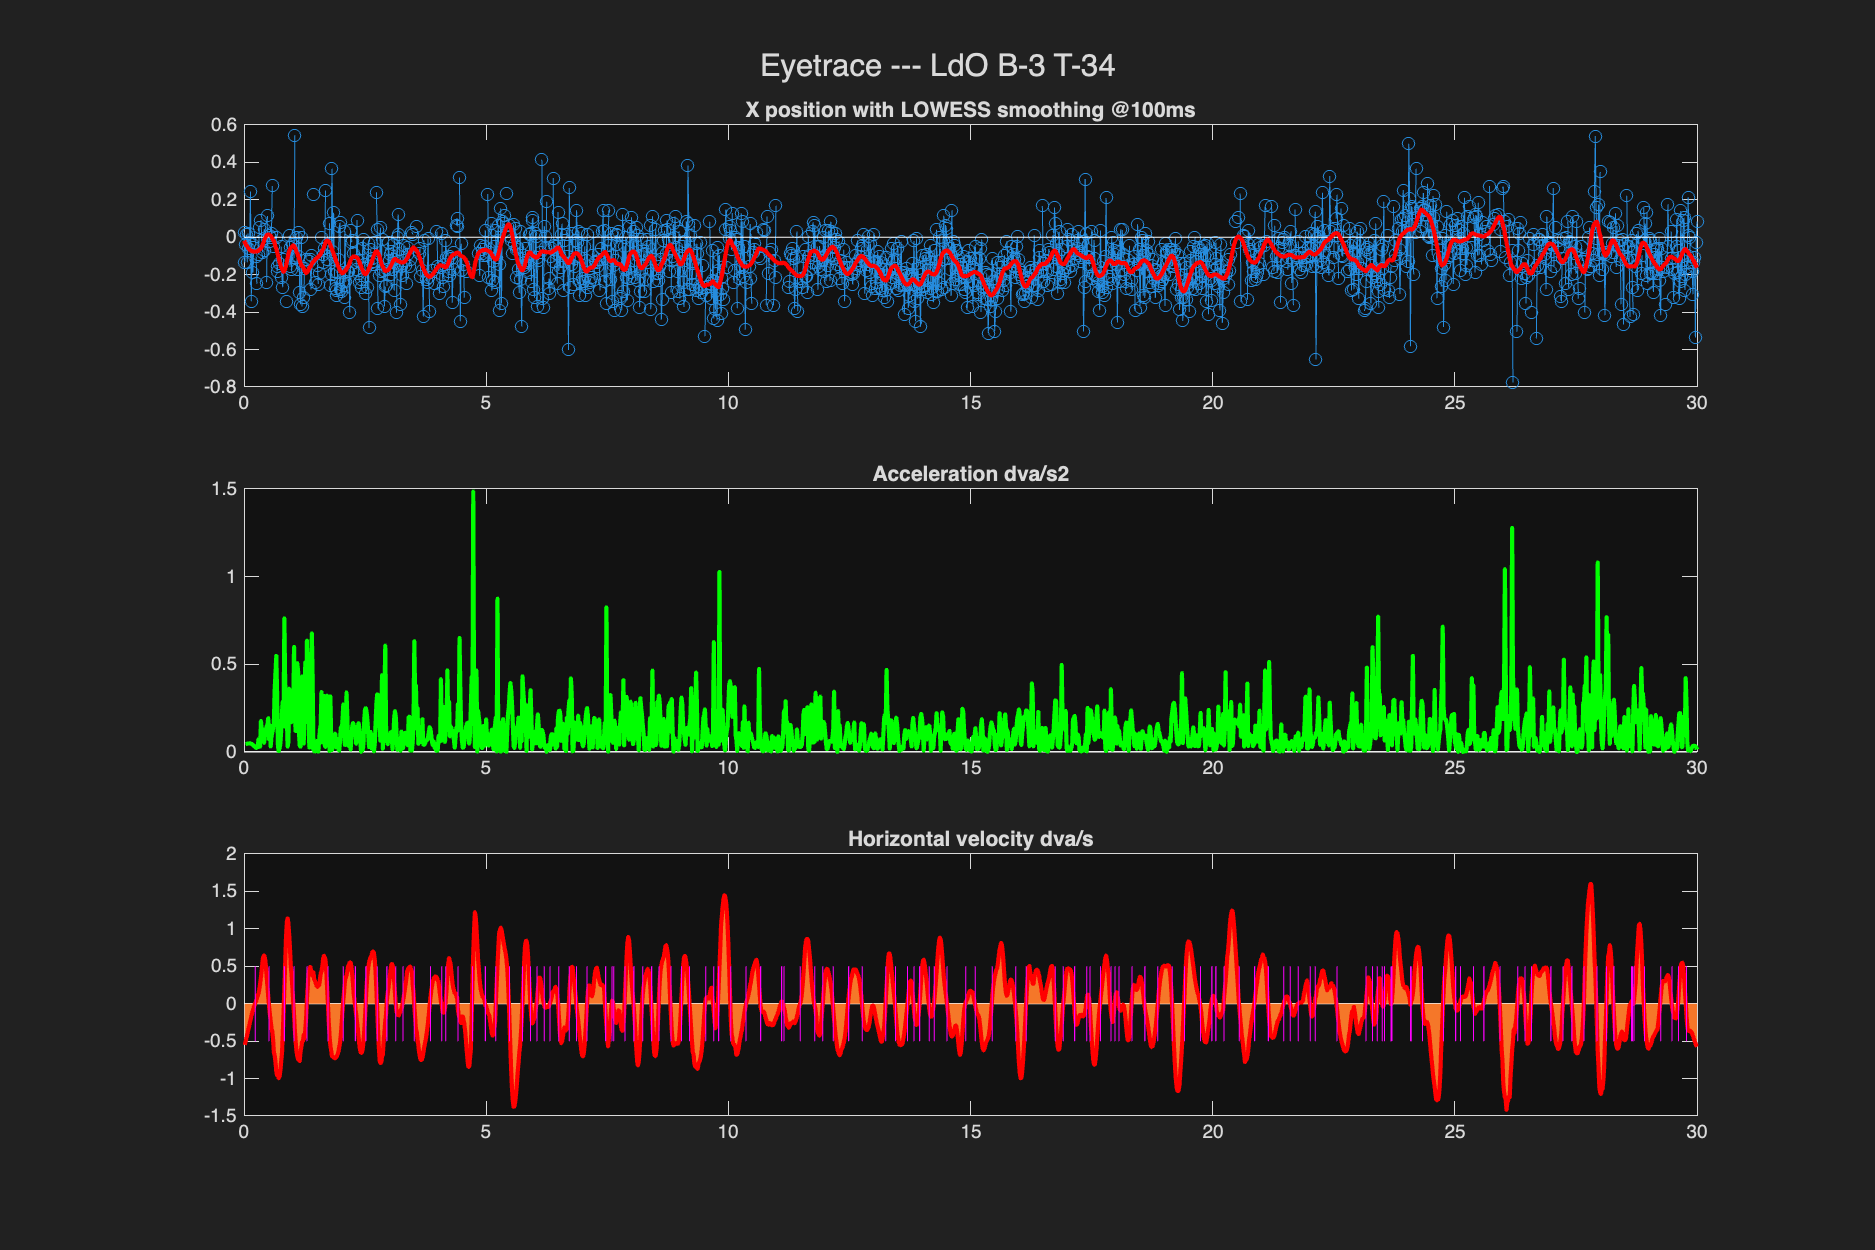 Eyetrace --- LdO B-3 T-34
X position with LOWESS smoothing @100ms
0.6
0.4
0.2
0
-0.2
-0.4
-0.6
-0.8
0 5 10 15 20 25 30
Acceleration dva/s2
1.5
1
0.5
0
0 5 10 15 20 25 30
Horizontal velocity dva/s
2
1.5
1
0.5
0
-0.5
-1
-1.5
0 5 10 15 20 25 30